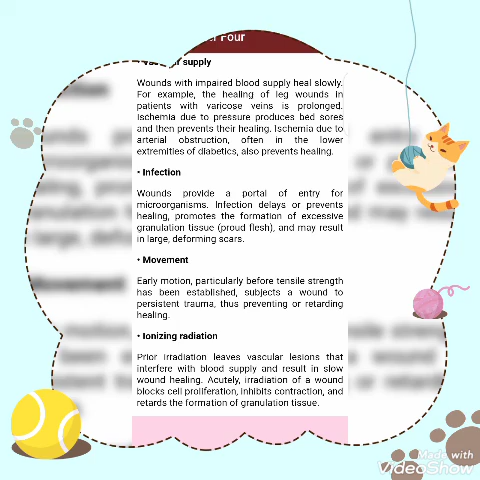 Four
supply
Wounds with impaired blood supply heal slowly.
For example, the healing of leg wounds in
patients with varicose veins is prolonged.
Ischemia due to pressure produces bed sores
and then prevents their healing. Ischemia due to
arterial obstruction, often in the lower
extremities of diabetics, also prevents healing.
• Infection
Wounds provide a portal of entry for
microorganisms. Infection delays or prevents
healing, promotes the formation of excessive
granulation tissue (proud flesh), and may result
in large, deforming scars.
• Movement
Early motion, particularly before tensile strength
has been established, subjects a wound to
persistent trauma, thus preventing or retarding
healing.
• Ionizing radiation
Prior irradiation leaves vascular lesions that
interfere with blood supply and result in slow
wound healing. Acutely, irradiation of a wound
blocks cell proliferation, inhibits contraction, and
retards the formation of granulation tissue.
Made with
VideoShow